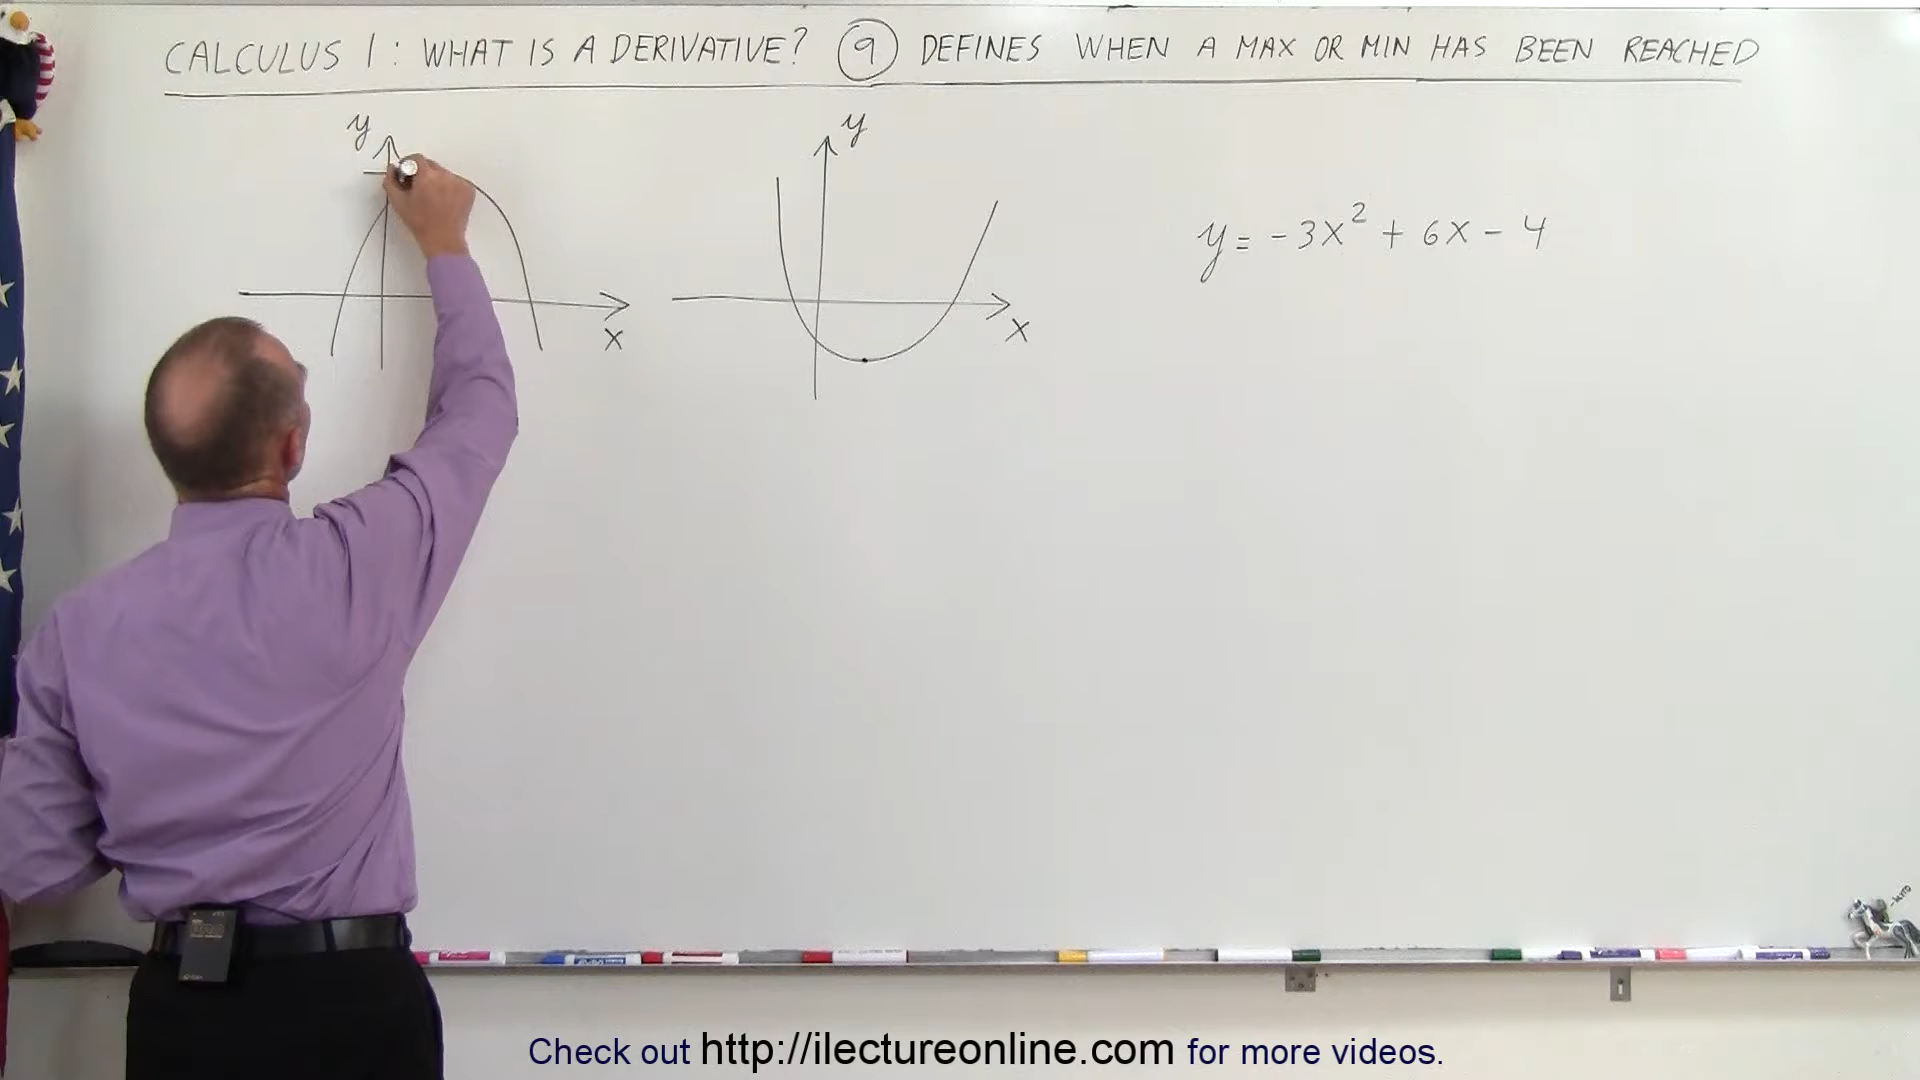 CALCULUS 1: WHAT IS A DERIVATIVE? 9 DEFINES WHEN A MAX OR MIN HAS BEEN REACHED
y
y
y = -3x² + 6x - 4
x
x
Check out http://ilectureonline.com for more videos.